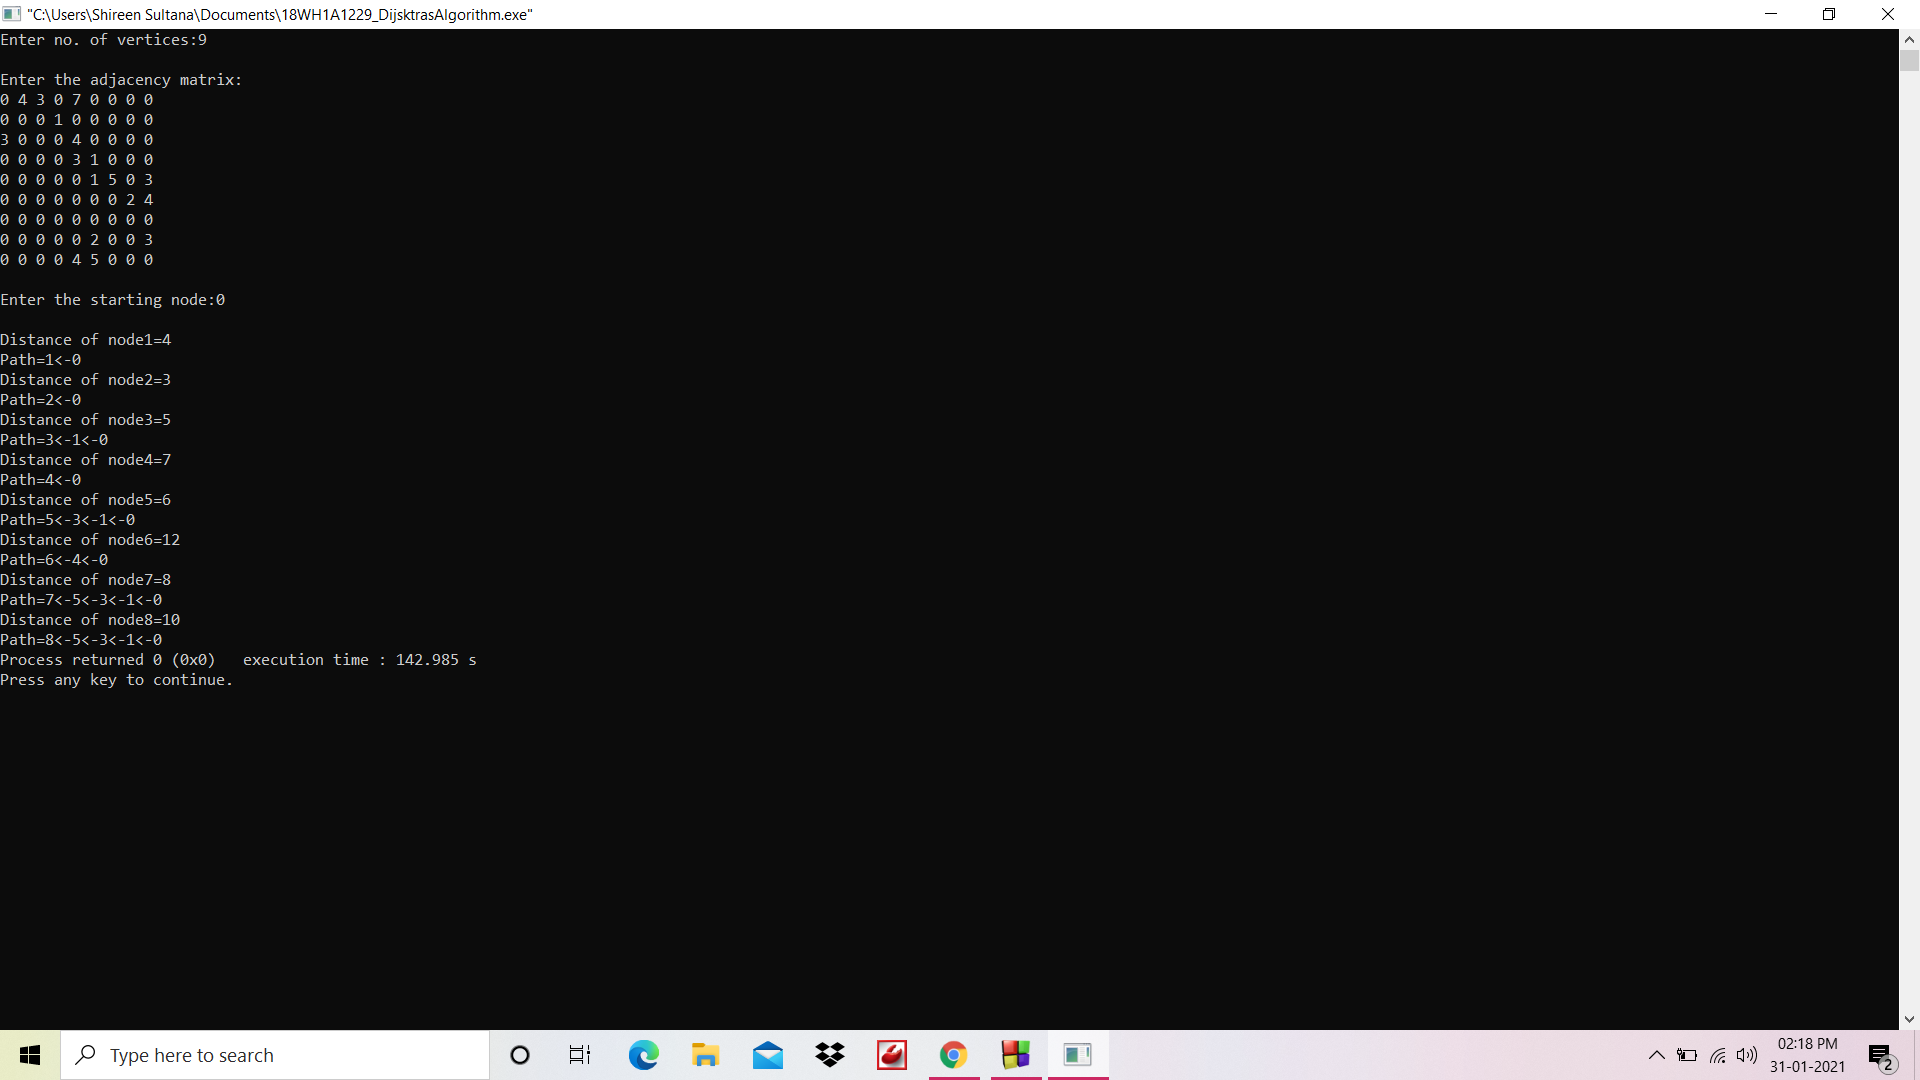 "C:\Users\Shireen Sultana\Documents\18WH1A1229_DijsktrasAlgorithm.exe"
Enter no. of vertices:9
Enter the adjacency matrix:
0 4 3 0 7 0 0 0 0
0 0 0 1 0 0 0 0 0
3 0 0 0 4 0 0 0 0
0 0 0 0 3 1 0 0 0
0 0 0 0 0 1 5 0 3
0 0 0 0 0 0 0 2 4
0 0 0 0 0 0 0 0 0
0 0 0 0 0 2 0 0 3
0 0 0 0 4 5 0 0 0
Enter the starting node:0
Distance of node1=4
Path=1<-0
Distance of node2=3
Path=2<-0
Distance of node3=5
Path=3<-1<-0
Distance of node4=7
Path=4<-0
Distance of node5=6
Path=5<-3<-1<-0
Distance of node6=12
Path=6<-4<-0
Distance of node7=8
Path=7<-5<-3<-1<-0
Distance of node8=10
Path=8<-5<-3<-1<-0
Process returned 0 (0x0)   execution time : 142.985 s
Press any key to continue.
Type here to search
02:18 PM
31-01-2021
2